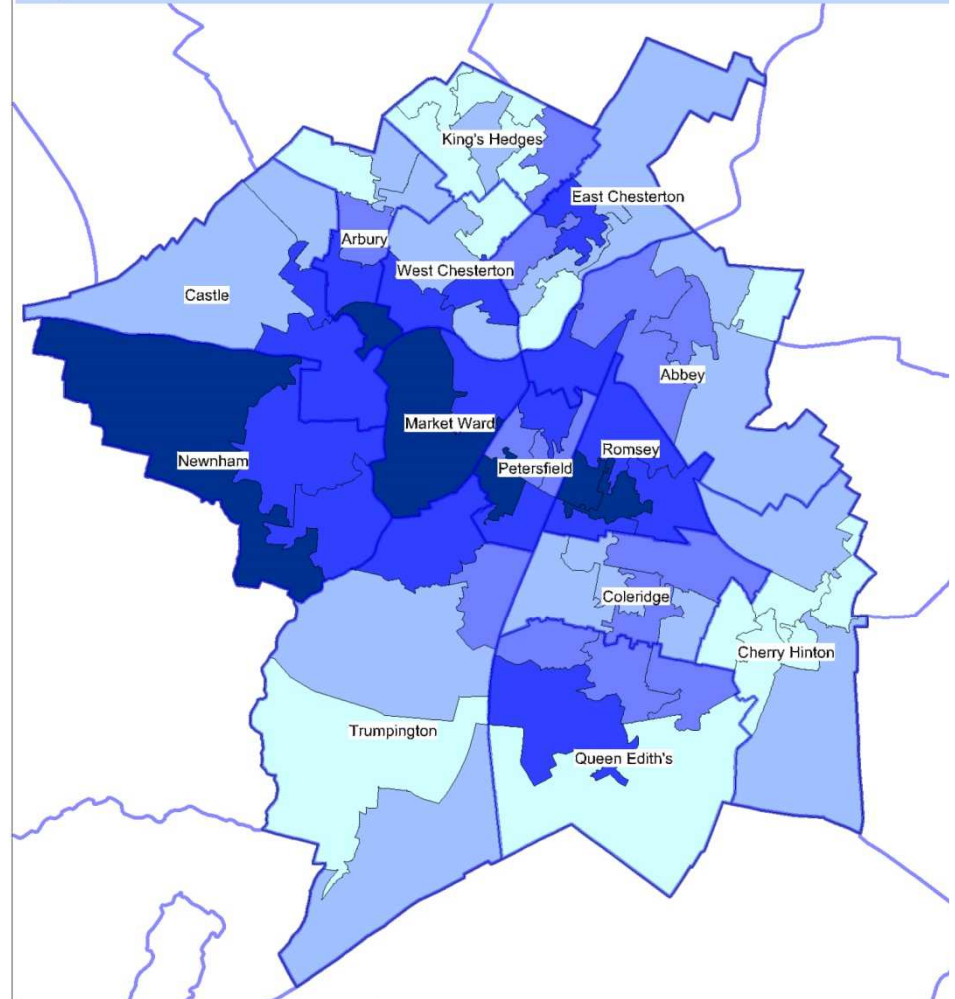 King's Hedges
East Chesterton
Arbury
West Chesterton
Castle
Abbey
Market Ward
Romsey
Newnham
Petersfield
Coleridge
Cherry Hinton
Trumpington
Queen Edith's